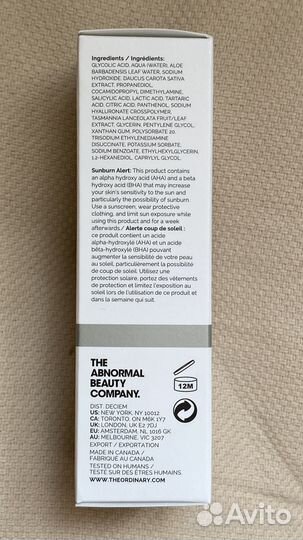 Ingredients / Ingrédients:
GLYCOLIC ACID, AQUA (WATER), ALOE
BARBADENSIS LEAF WATER, SODIUM
HYDROXIDE, DAUCUS CAROTA SATIVA
EXTRACT, PROPANEDIOL,
COCAMIDOPROPYL DIMETHYLAMINE,
SALICYLIC ACID, LACTIC ACID, TARTARIC
ACID, CITRIC ACID, PANTHENOL, SODIUM
HYALURONATE CROSSPOLYMER,
TASMANNIA LANCEOLATA FRUIT/LEAF
EXTRACT, GLYCERIN, PENTYLENE GLYCOL,
XANTHAN GUM, POLYSORBATE 20,
TRISODIUM ETHYLENEDIAMINE
DISUCCINATE, POTASSIUM SORBATE,
SODIUM BENZOATE, ETHYLHEXYLGLYCERIN,
1,2-HEXANEDIOL, CAPRYLYL GLYCOL.
Sunburn Alert: This product contains
an alpha hydroxy acid (AHA) and a beta
hydroxy acid (BHA) that may increase
your skin's sensitivity to the sun and
particularly the possibility of sunburn.
Use a sunscreen, wear protective
clothing, and limit sun exposure while
using this product and for a week
afterwards./ Alerte coup de soleil :
ce produit contient un acide
alpha-hydroxylé (AHA) et un acide
bêta-hydroxylé (BHA) pouvant
augmenter la sensibilité de votre peau
au soleil, et particulièrement la possibilité
de coup de soleil. Utilisez une
protection solaire, portez des vêtements
de protection et limitez l'exposition au
soleil lors de l'utilisation de ce produit et
dans la semaine qui suit.
THE
ABNORMAL
BEAUTY
COMPANY.
12M
DIST. DECIEM
US: NEW YORK, NY 10012
CA: TORONTO, ON M6K 1Y7
UK: LONDON, UK E2 7DJ
EU: AMSTERDAM, NL 1016 GK
AU: MELBOURNE, VIC 3207
EXPORT / EXPORTATION
MADE IN CANADA /
FABRIQUÉ AU CANADA
TESTED ON HUMANS /
TESTÉ SUR DES ÊTRES HUMAINS.
WWW.THEORDINARY.COM
Avito